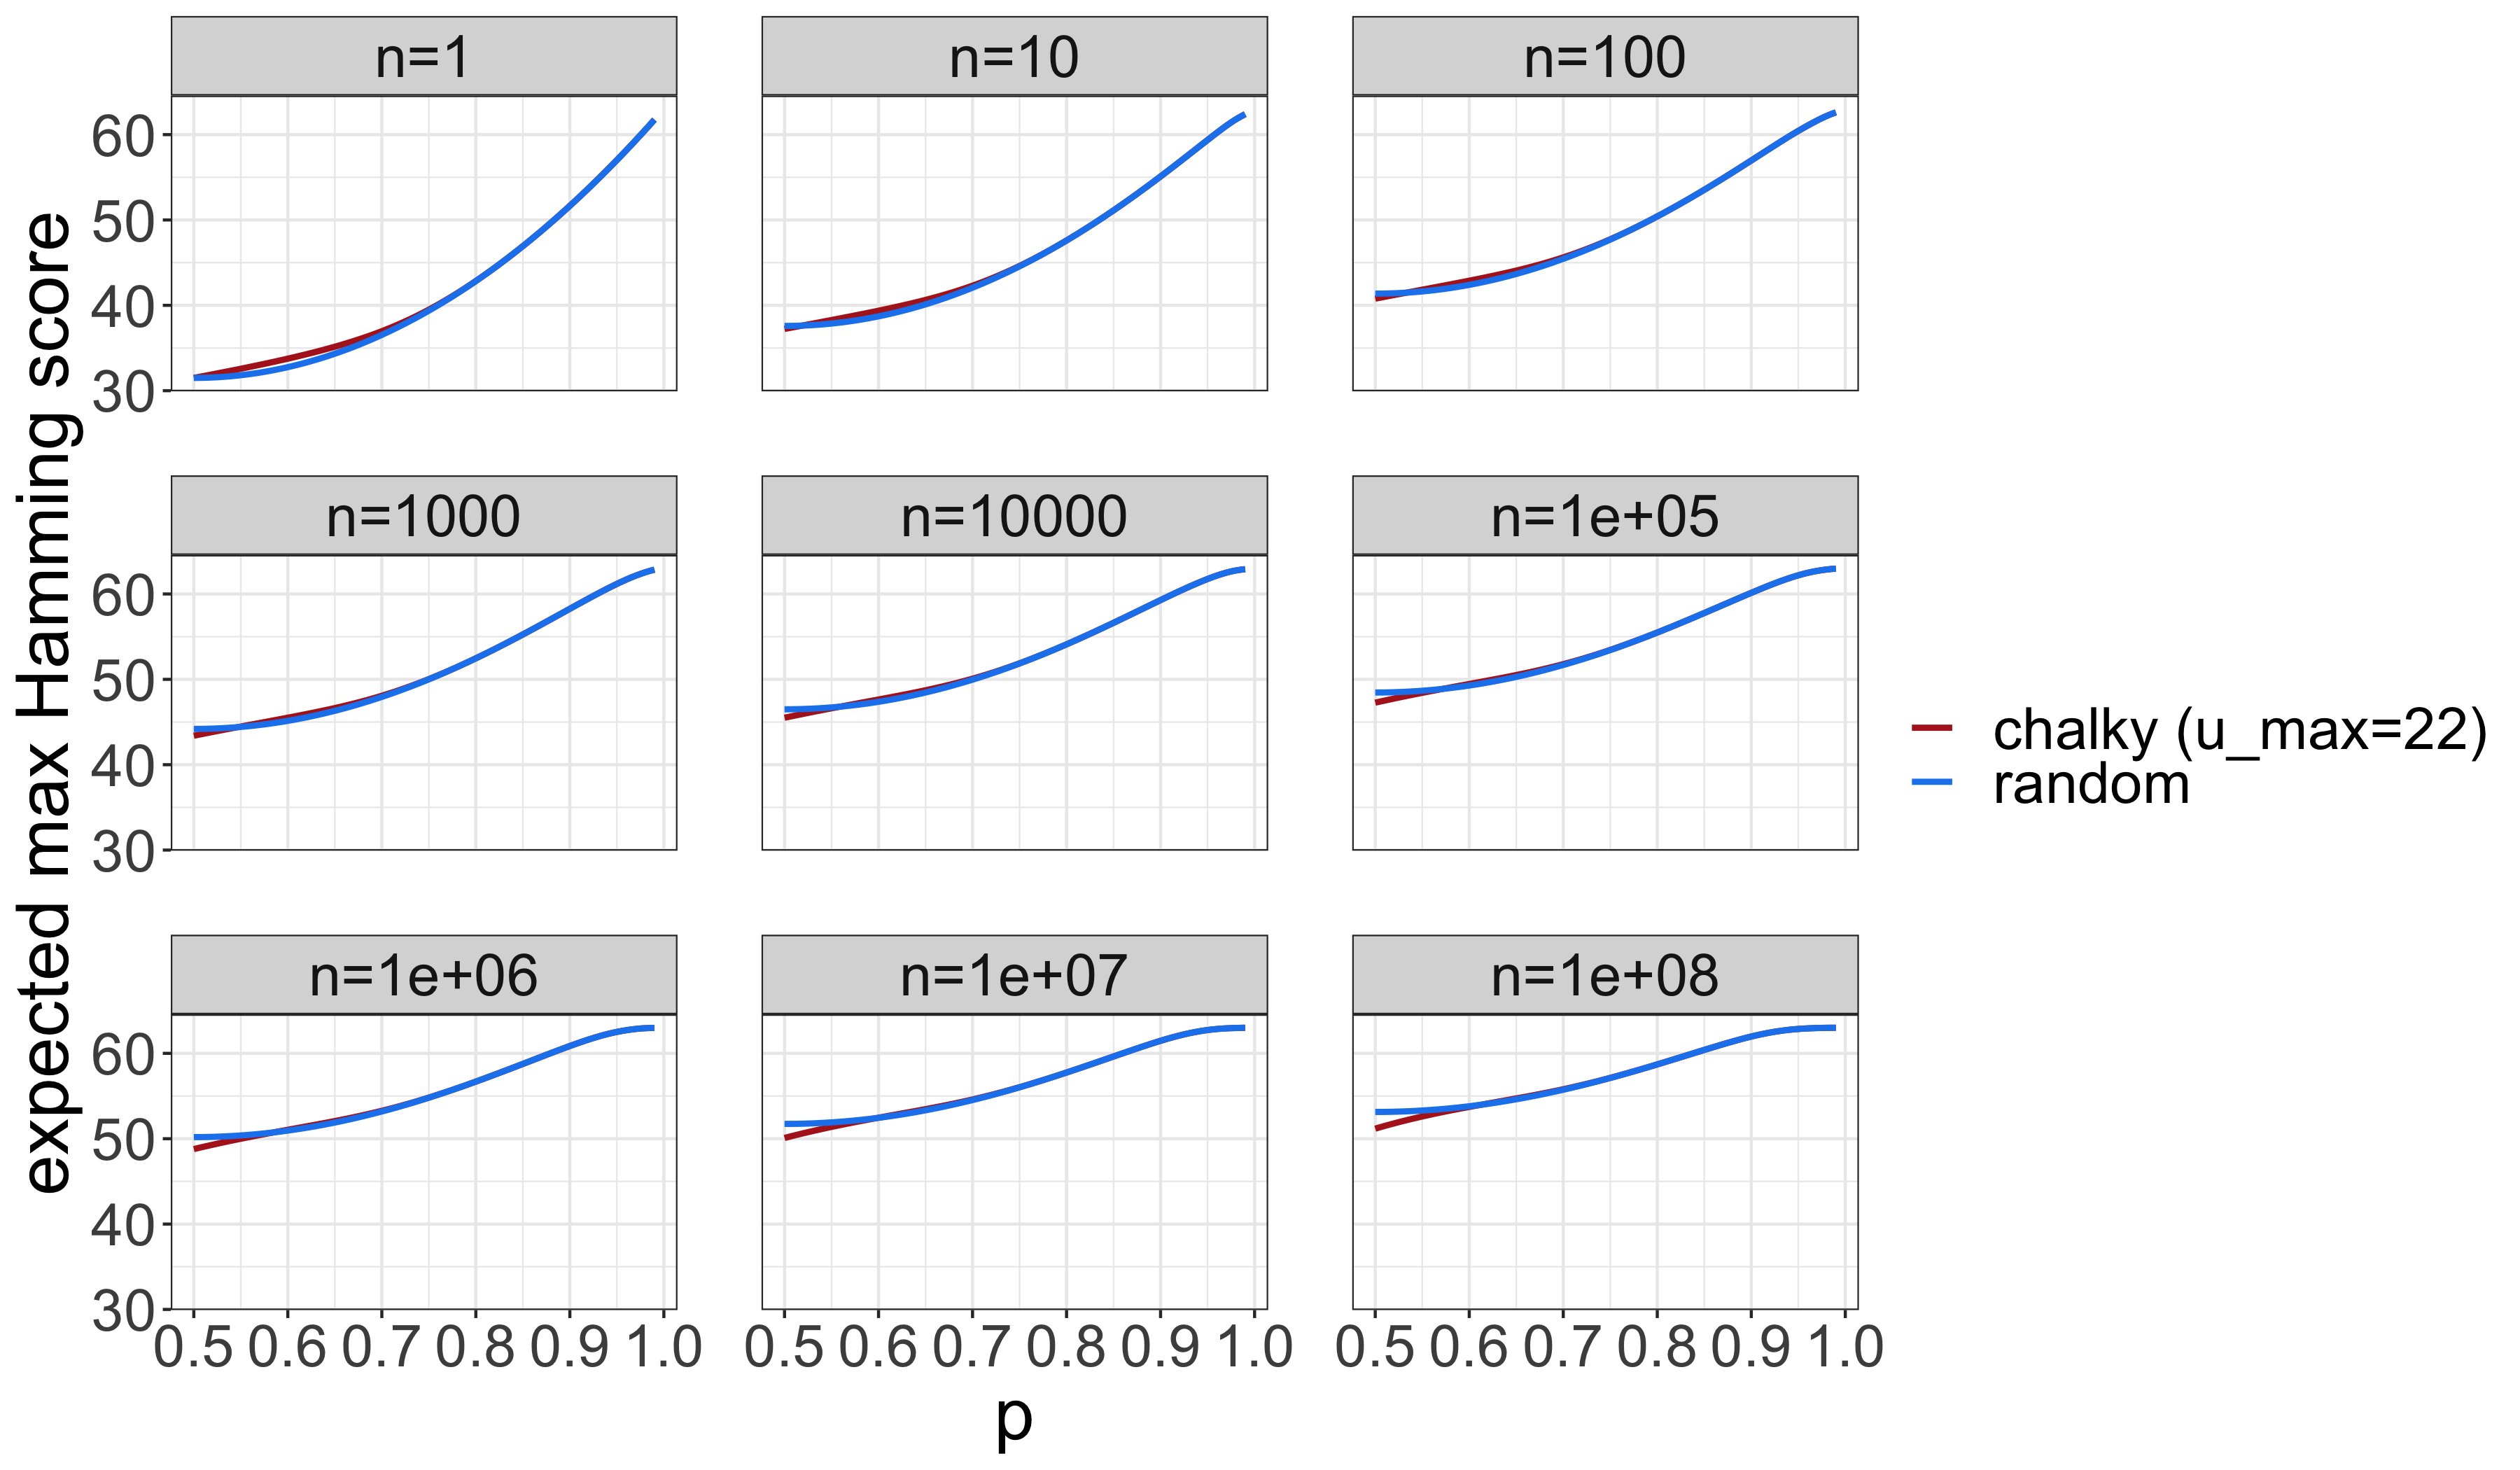 expected max Hamming score
n=1
n=10
n=100
60
50
40
30
n=1000
n=10000
n=1e+05
60
50
40
30
n=1e+06
n=1e+07
n=1e+08
60
50
40
30
0.5 0.6 0.7 0.8 0.9 1.0
0.5 0.6 0.7 0.8 0.9 1.0
0.5 0.6 0.7 0.8 0.9 1.0
p
chalky (u_max=22)
random